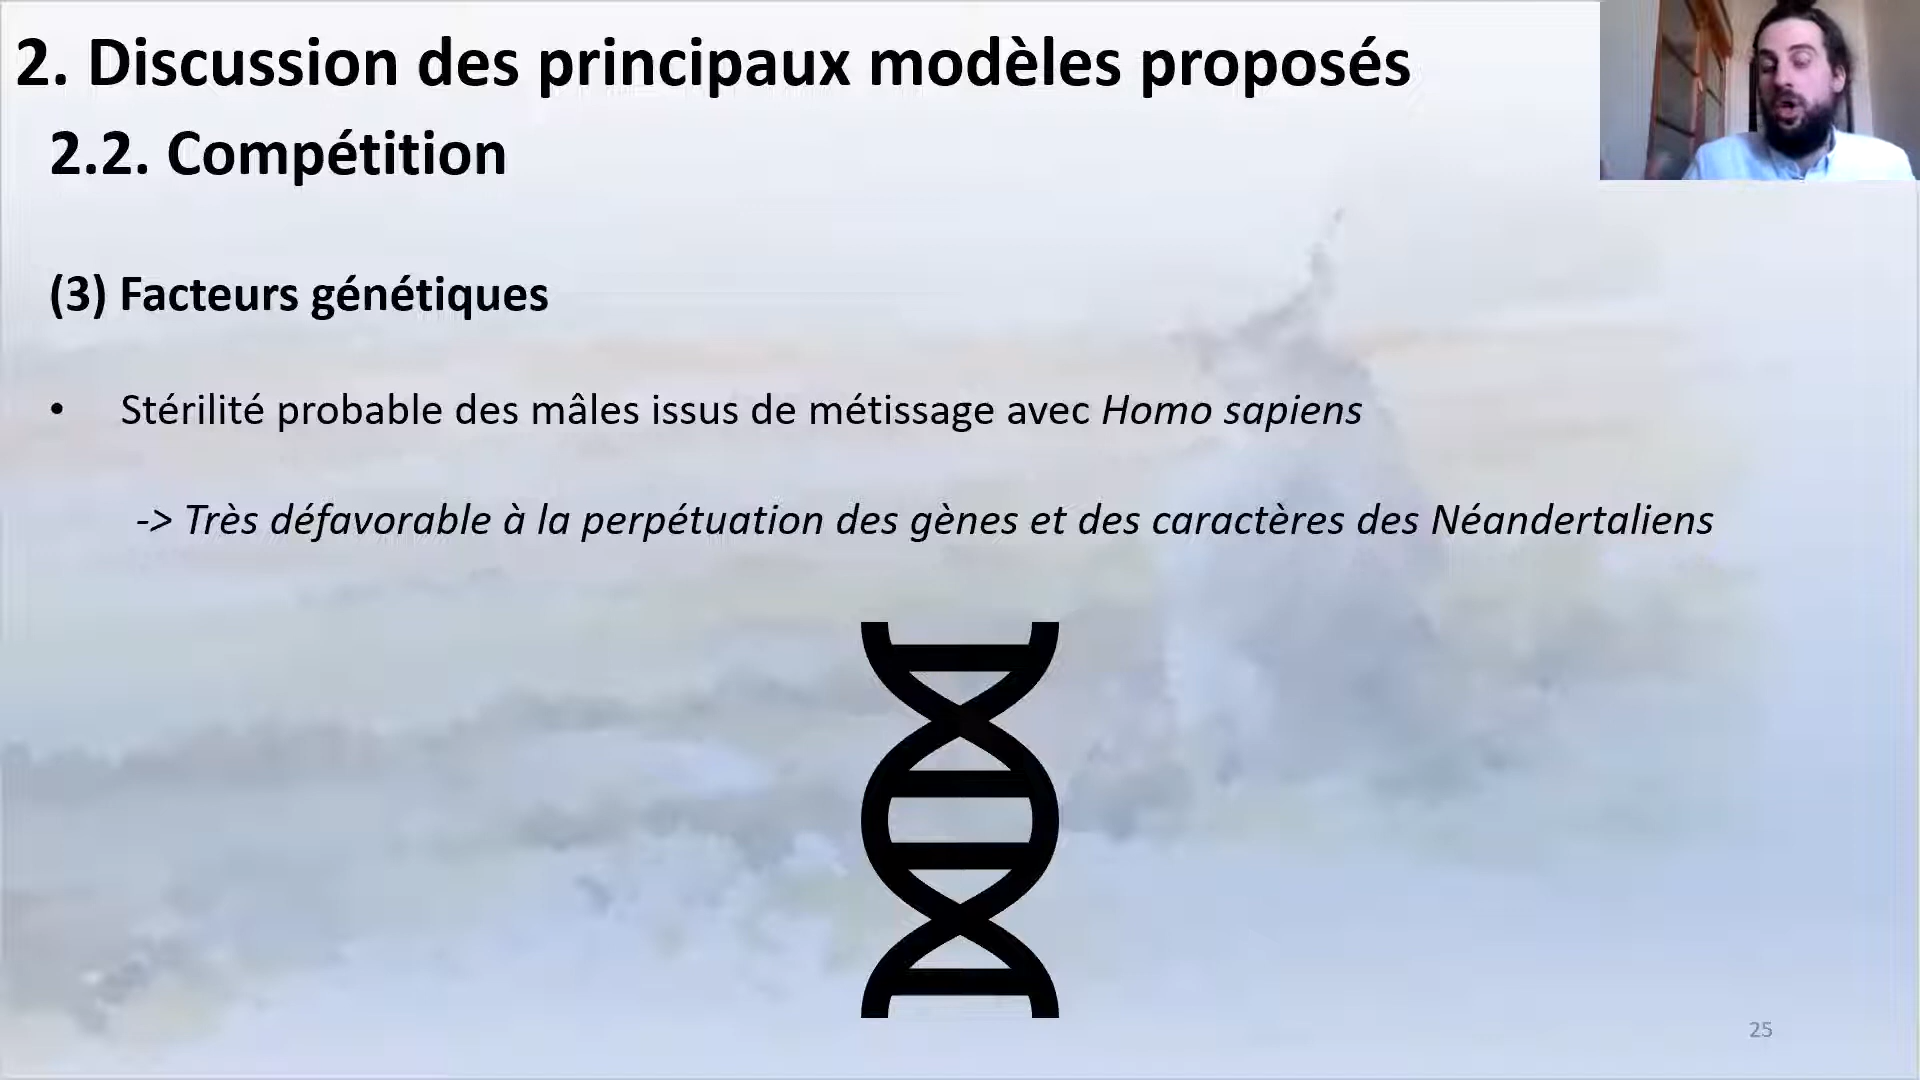 2. Discussion des principaux modèles proposés
2.2. Compétition
(3) Facteurs génétiques
• Stérilité probable des mâles issus de métissage avec Homo sapiens
-> Très défavorable à la perpétuation des gènes et des caractères des Néandertaliens
25